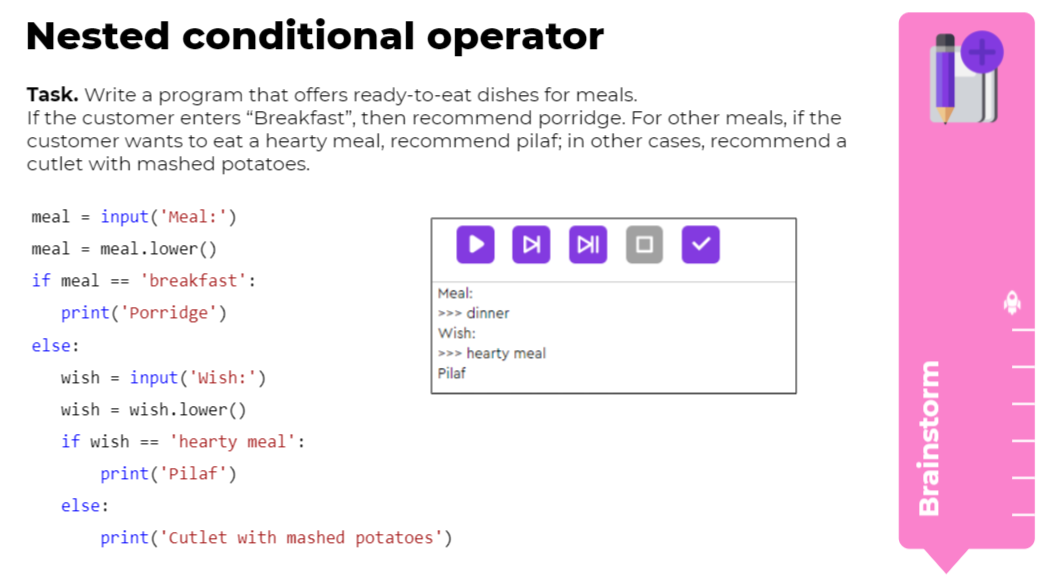 Nested conditional operator
Task. Write a program that offers ready-to-eat dishes for meals.
If the customer enters “Breakfast”, then recommend porridge. For other meals, if the
customer wants to eat a hearty meal, recommend pilaf; in other cases, recommend a
cutlet with mashed potatoes.
meal = input('Meal:')
meal = meal.lower()
if meal == 'breakfast':
    print('Porridge')
else:
    wish = input('Wish:')
    wish = wish.lower()
    if wish == 'hearty meal':
        print('Pilaf')
    else:
        print('Cutlet with mashed potatoes')
Meal:
>>> dinner
Wish:
>>> hearty meal
Pilaf
Brainstorm